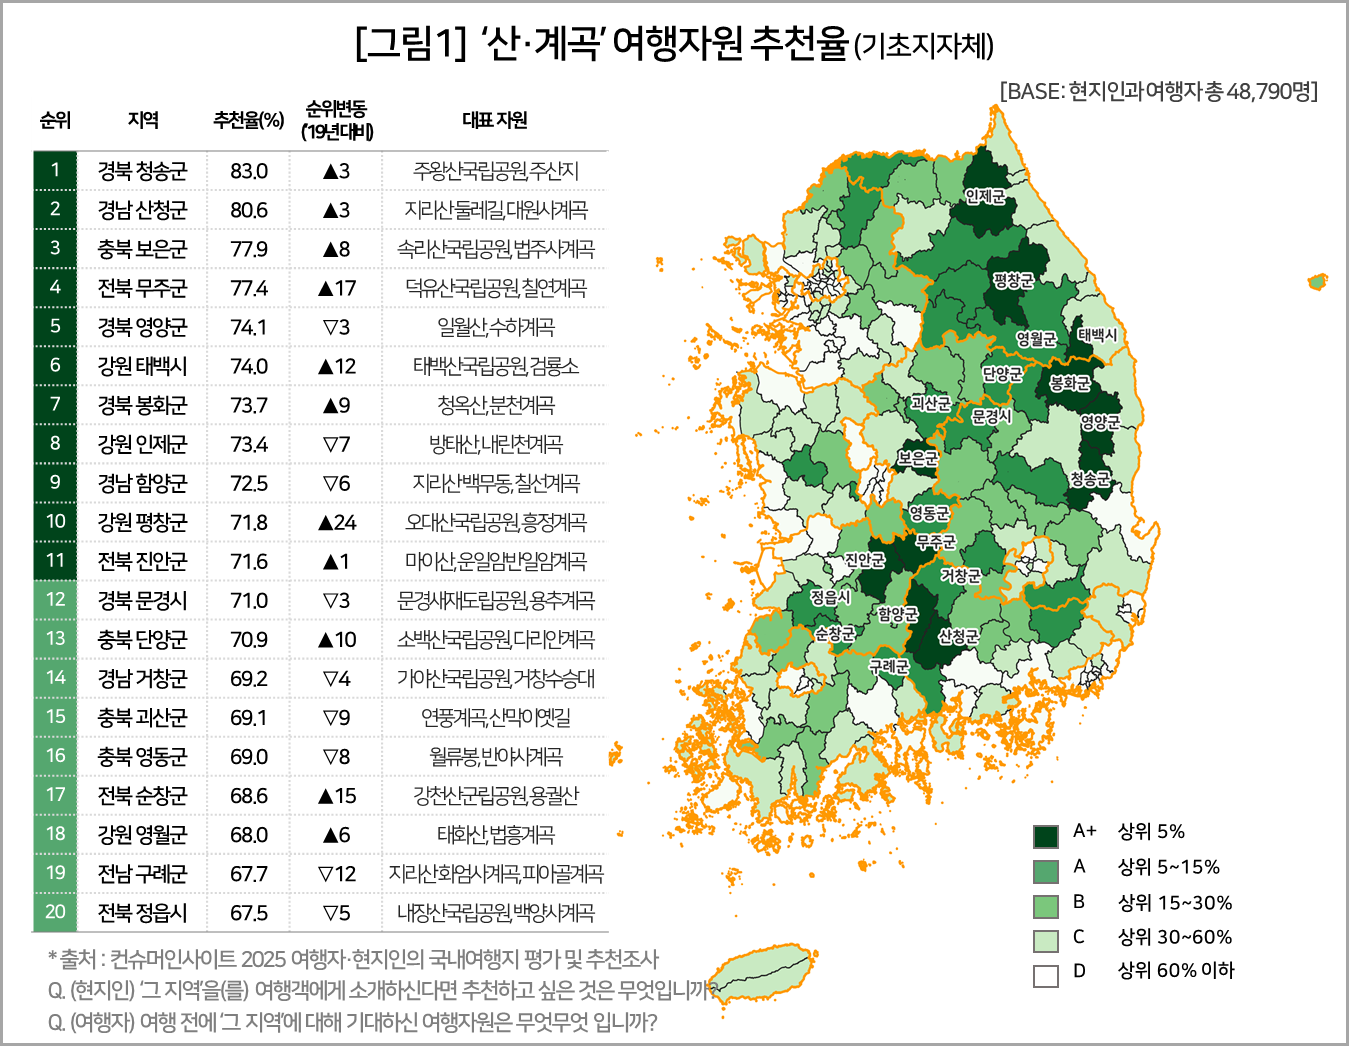 [그림1] ‘산·계곡’ 여행자원 추천율 (기초지자체)
[BASE : 현지인과 여행자 총 48,790명]
순위 지역 추천율(%) 순위변동 (’19년대비) 대표 자원
1 경북 청송군 83.0 ▲3 주왕산국립공원,주산지
2 경남 산청군 80.6 ▲3 지리산 둘레길,대원사계곡
3 충북 보은군 77.9 ▲8 속리산국립공원,법주사계곡
4 전북 무주군 77.4 ▲17 덕유산국립공원,칠연계곡
5 경북 영양군 74.1 ▽3 일월산,수하계곡
6 강원 태백시 74.0 ▲12 태백산국립공원,검룡소
7 경북 봉화군 73.7 ▲9 청옥산,분천계곡
8 강원 인제군 73.4 ▽7 방태산,내린천계곡
9 경남 함양군 72.5 ▽6 지리산 백무동,칠선계곡
10 강원 평창군 71.8 ▲24 오대산국립공원,흥정계곡
11 전북 진안군 71.6 ▲1 마이산,운일암반일암계곡
12 경북 문경시 71.0 ▽3 문경새재도립공원,용추계곡
13 충북 단양군 70.9 ▲10 소백산국립공원,다리안계곡
14 경남 거창군 69.2 ▽4 가야산국립공원,거창수승대
15 충북 괴산군 69.1 ▽9 연풍계곡,산막이옛길
16 충북 영동군 69.0 ▽8 월류봉,반야사계곡
17 전북 순창군 68.6 ▲15 강천산군립공원,용궐산
18 강원 영월군 68.0 ▲6 태화산,법흥계곡
19 전남 구례군 67.7 ▽12 지리산 화엄사계곡,피아골계곡
20 전북 정읍시 67.5 ▽5 내장산국립공원,백양사계곡
인제군
평창군
영월군
태백시
단양군
봉화군
괴산군
문경시
영양군
보은군
청송군
영동군
무주군
진안군
거창군
정읍시
함양군
순창군
산청군
구례군
A+ 상위 5%
A 상위 5~15%
B 상위 15~30%
C 상위 30~60%
D 상위 60% 이하
* 출처 : 컨슈머인사이트 2025 여행자·현지인의 국내여행지 평가 및 추천조사
Q. (현지인) ‘그 지역’을(를) 여행객에게 소개하신다면 추천하고 싶은 것은 무엇입니까?
Q. (여행자) 여행 전에 ‘그 지역’에 대해 기대하신 여행자원은 무엇무엇 입니까?